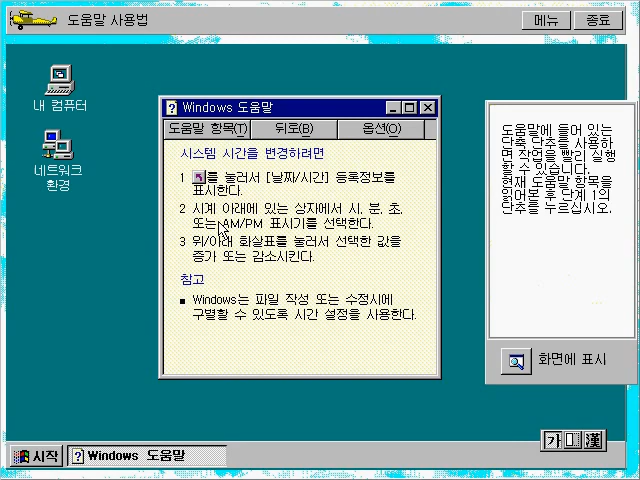 도움말 사용법
메뉴
종료
내 컴퓨터
네트워크
환경
Windows 도움말
도움말 항목(T)
뒤로(B)
옵션(O)
시스템 시간을 변경하려면
1 를 눌러서 [날짜/시간] 등록정보를
표시한다.
2 시계 아래에 있는 상자에서 시, 분, 초,
또는 AM/PM 표시기를 선택한다.
3 위/아래 화살표를 눌러서 선택한 값을
증가 또는 감소시킨다.
참고
▪ Windows는 파일 작성 또는 수정시에
구별할 수 있도록 시간 설정을 사용한다.
도움말에 들어 있는
단축 단추를 사용하
면 작업을 빨리 실행
할 수 있습니다.
현재 도움말 항목을
읽어본 후 단계 1의
단추를 누르십시오.
화면에 표시
가
漢
시작
Windows 도움말